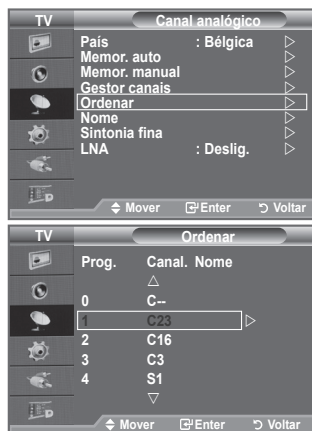 TV Canal analógico
País : Bélgica
Memor. auto
Memor. manual
Gestor canais
Ordenar
Nome
Sintonia fina
LNA : Deslig.
Mover Enter Voltar
TV Ordenar
Prog. Canal. Nome
0 C--
1 C23
2 C16
3 C3
4 S1
Mover Enter Voltar